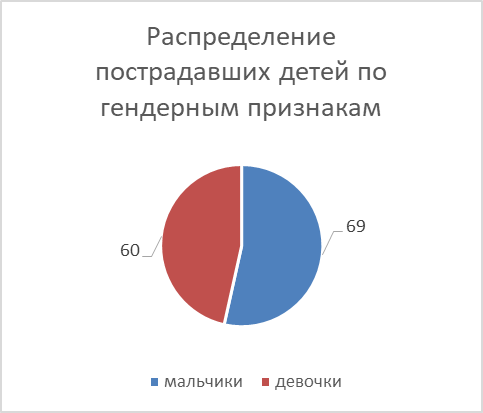 Распределение
пострадавших детей по
гендерным признакам
69
60
мальчики девочки